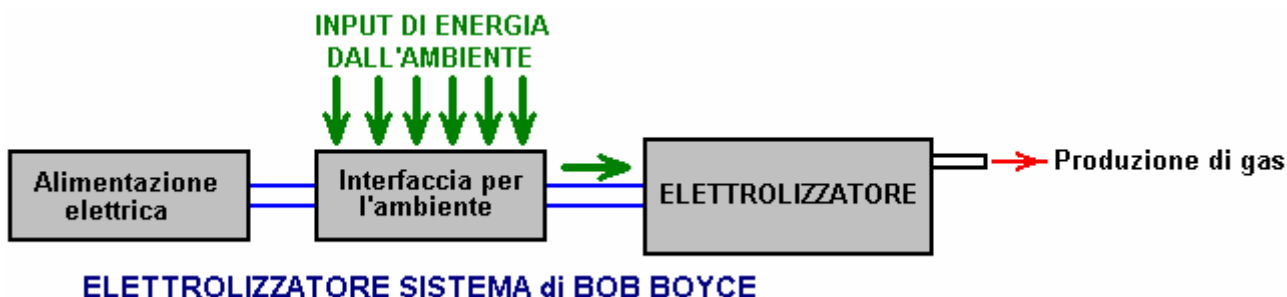 INPUT DI ENERGIA
DALL'AMBIENTE
Alimentazione
elettrica
Interfaccia per
l'ambiente
ELETTROLIZZATORE
Produzione di gas
ELETTROLIZZATORE SISTEMA di BOB BOYCE